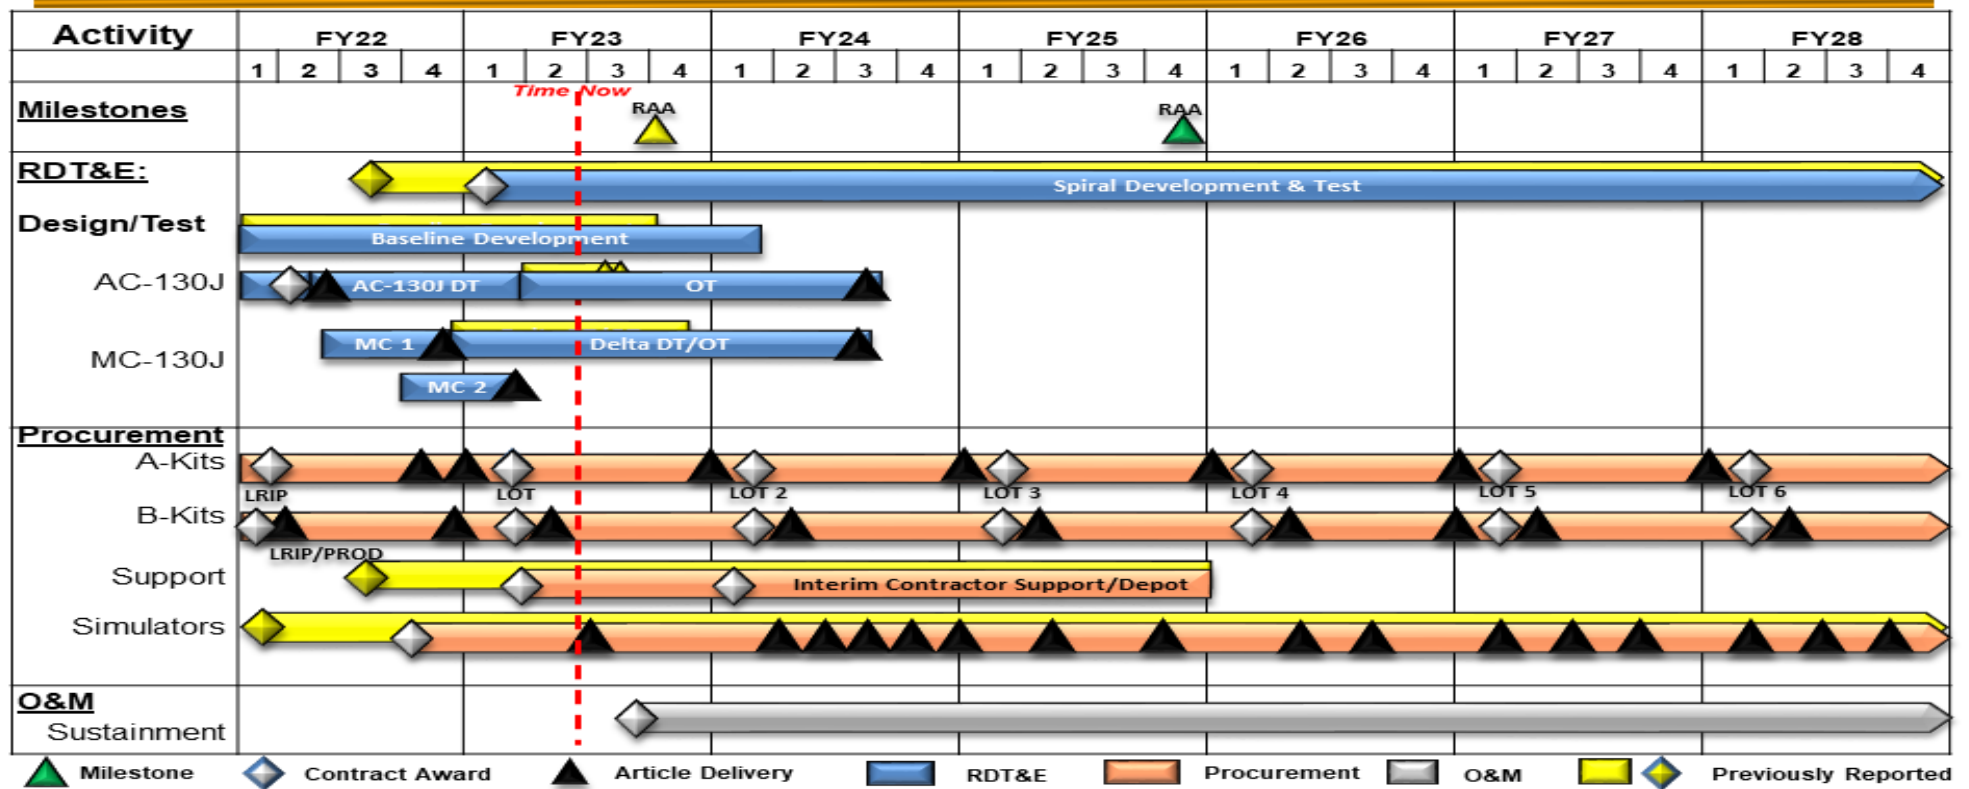 Activity FY22 FY23 FY24 FY25 FY26 FY27 FY28
1 2 3 4 1 2 3 4 1 2 3 4 1 2 3 4 1 2 3 4 1 2 3 4 1 2 3 4
Time Now
Milestones RAA RAA
RDT&E:
Spiral Development & Test
Design/Test
Baseline Development
AC-130J AC-130J DT OT
MC 1 Delta DT/OT
MC-130J
MC 2
Procurement
A-Kits
LRIP LOT LOT 2 LOT 3 LOT 4 LOT 5 LOT 6
B-Kits
LRIP/PROD
Support Interim Contractor Support/Depot
Simulators
O&M
Sustainment
Milestone Contract Award Article Delivery RDT&E Procurement O&M Previously Reported